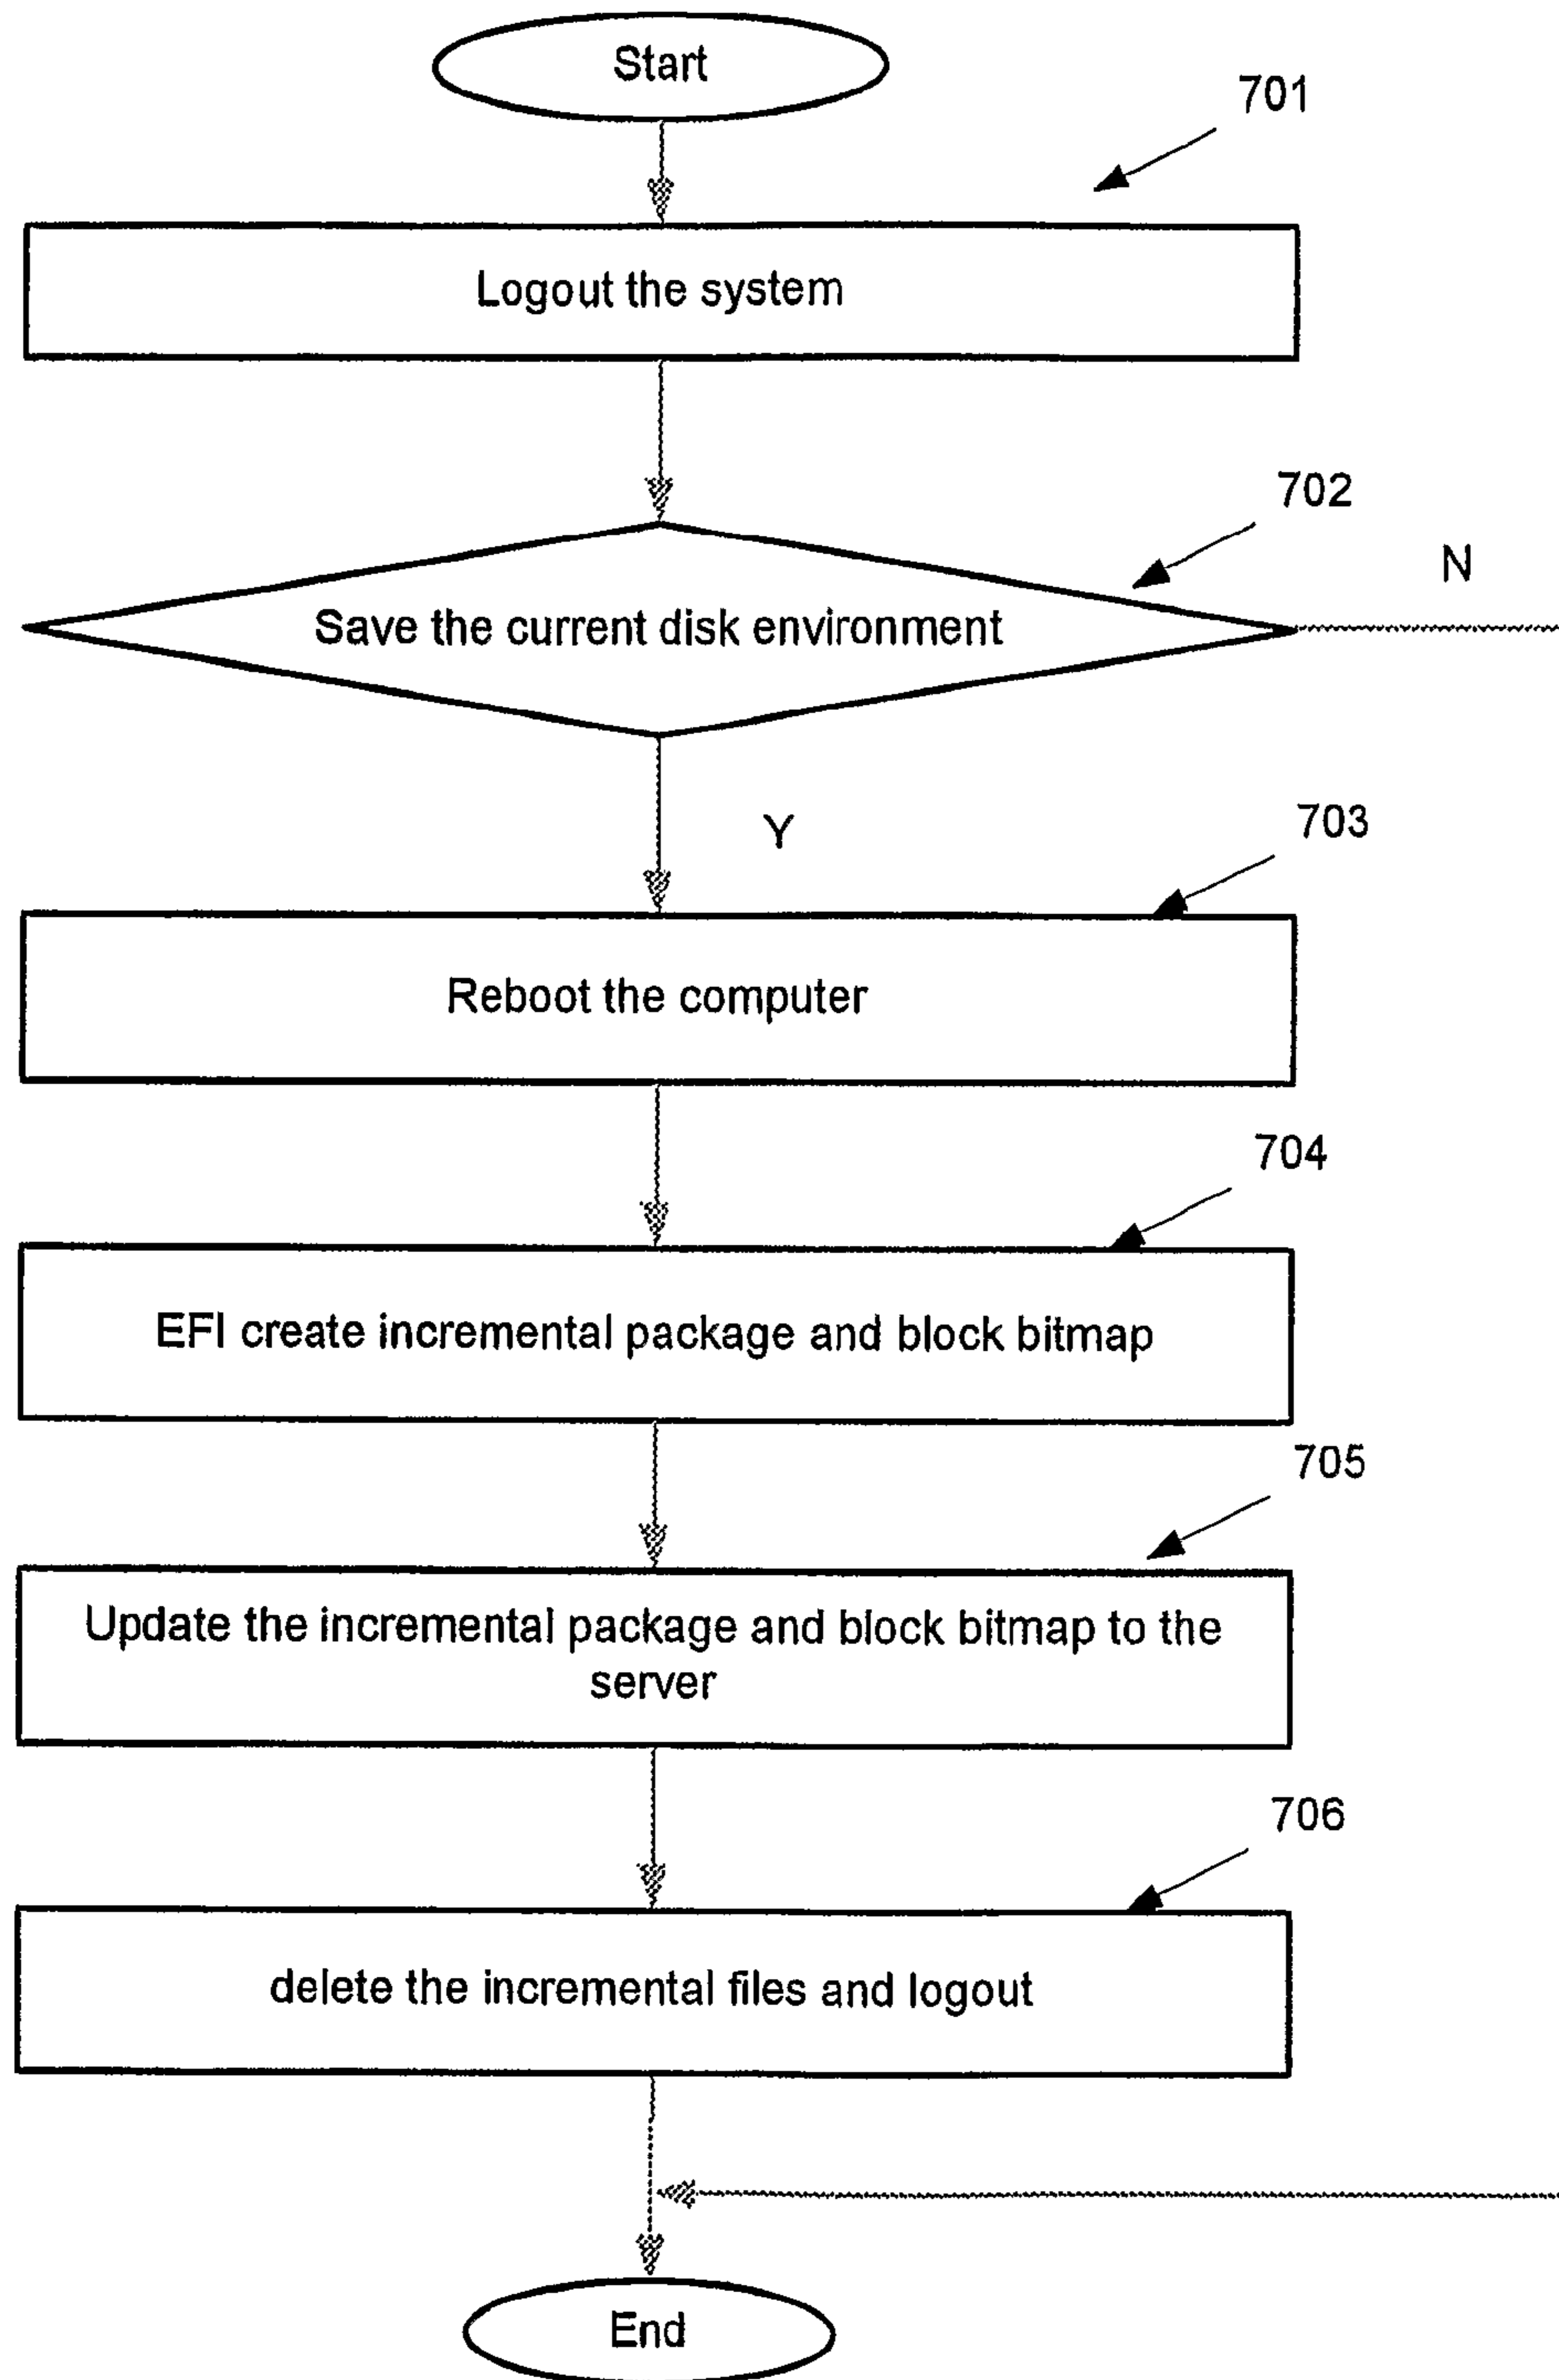 Start
701
Logout the system
702
N
Save the current disk environment
Y
703
Reboot the computer
704
EFI create incremental package and block bitmap
705
Update the incremental package and block bitmap to the
server
706
delete the incremental files and logout
End